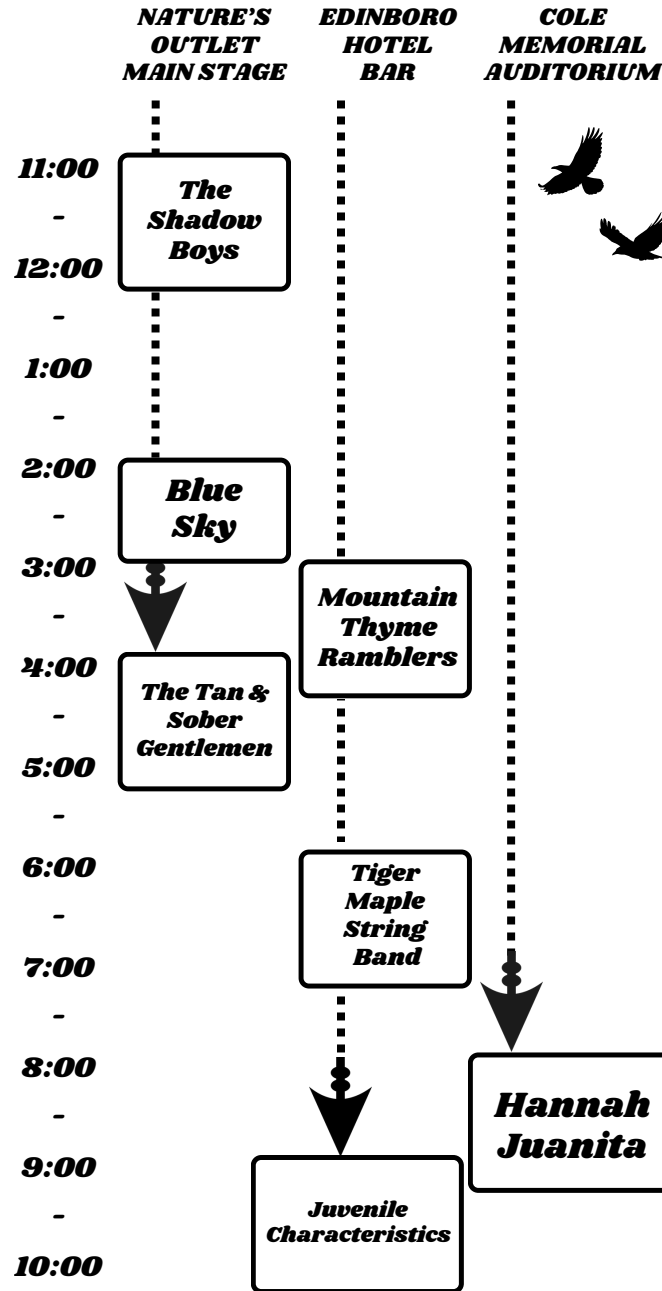 NATURE'S
OUTLET
MAIN STAGE
EDINBORO
HOTEL
BAR
COLE
MEMORIAL
AUDITORIUM
11:00
-
12:00
-
1:00
-
2:00
-
3:00
-
4:00
-
5:00
-
6:00
-
7:00
-
8:00
-
9:00
-
10:00
The
Shadow
Boys
Blue
Sky
The Tan &
Sober
Gentlemen
Mountain
Thyme
Ramblers
Tiger
Maple
String
Band
Juvenile
Characteristics
Hannah
Juanita